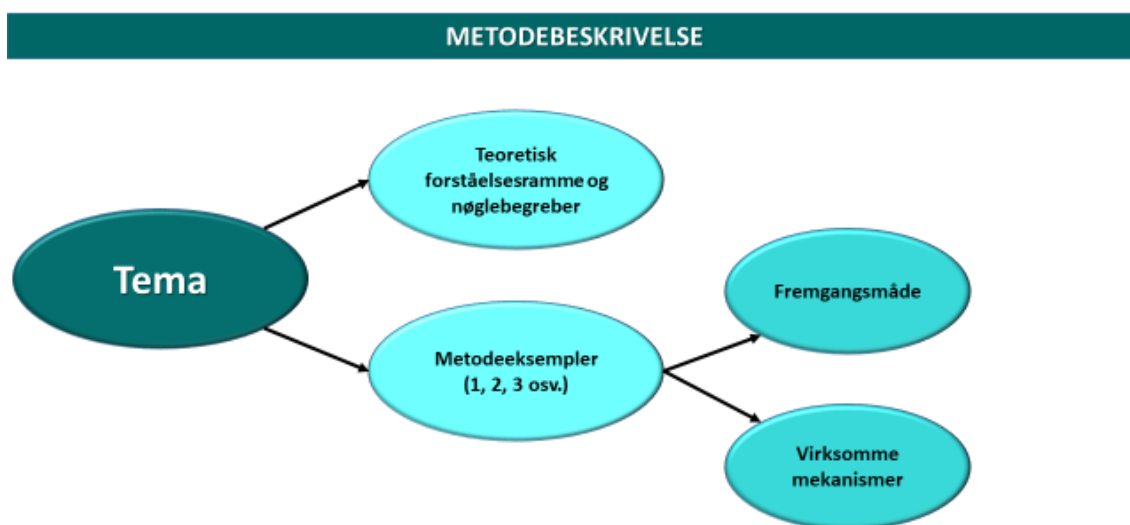 METODEBESKRIVELSE
Teoretisk
forståelsesramme og
nøglebegreber
Tema
Fremgangsmåde
Metodeeksempler
(1, 2, 3 osv.)
Virksomme
mekanismer